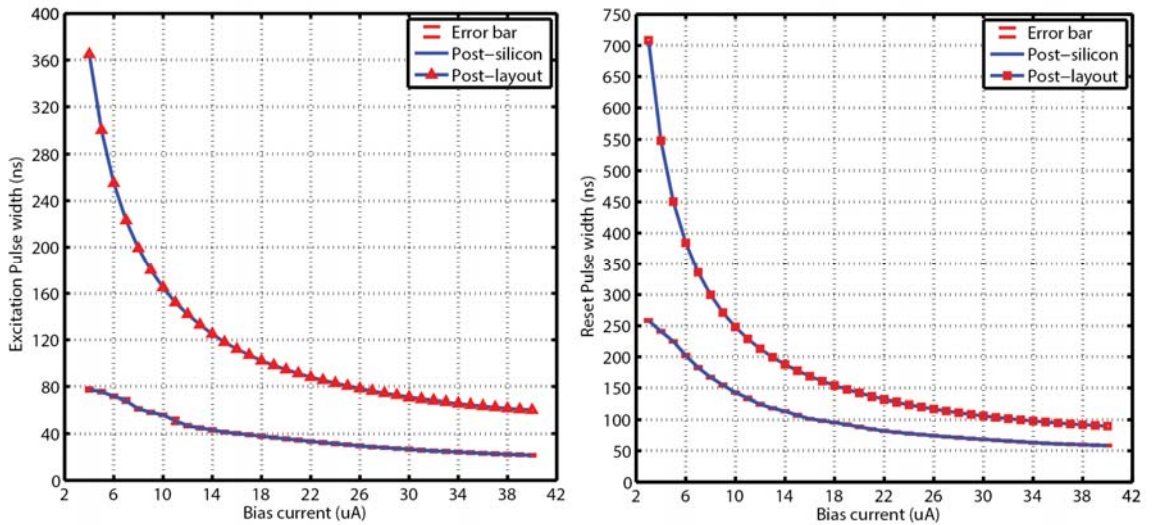 Error bar
Post-silicon
Post-layout
Excitation Pulse width (ns)
400
360
320
280
240
200
160
120
80
40
0
2 6 10 14 18 22 26 30 34 38 42
Bias current (uA)
Error bar
Post-silicon
Post-layout
Reset Pulse width (ns)
750
700
650
600
550
500
450
400
350
300
250
200
150
100
50
0
2 6 10 14 18 22 26 30 34 38 42
Bias current (uA)